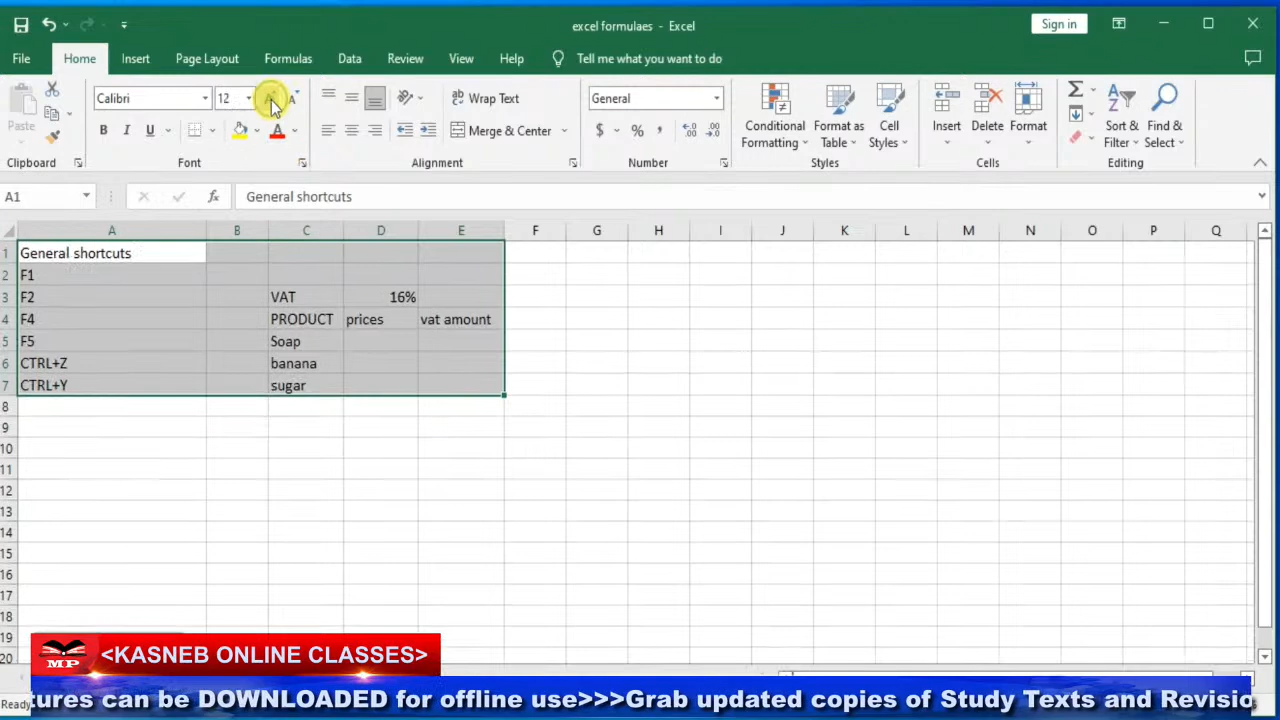 excel formulaes - Excel
Sign in
File Home Insert Page Layout Formulas Data Review View Help Tell me what you want to do
Calibri 12 Wrap Text General
Paste B I U A Merge & Center $ % , Conditional Formatting Format as Table Cell Styles Insert Delete Format Sort & Filter Find & Select
Clipboard Font Alignment Number Styles Cells Editing
A1 fx General shortcuts
A B C D E F G H I J K L M N O P Q
1 General shortcuts
2 F1
3 F2 VAT 16%
4 F4 PRODUCT prices vat amount
5 F5 Soap
6 CTRL+Z banana
7 CTRL+Y sugar
8
9
10
11
12
13
14
15
16
17
18
19
20
MP <KASNEB ONLINE CLASSES>
Ready
tures can be DOWNLOADED for offline use>>>Grab updated copies of Study Texts and Revisio